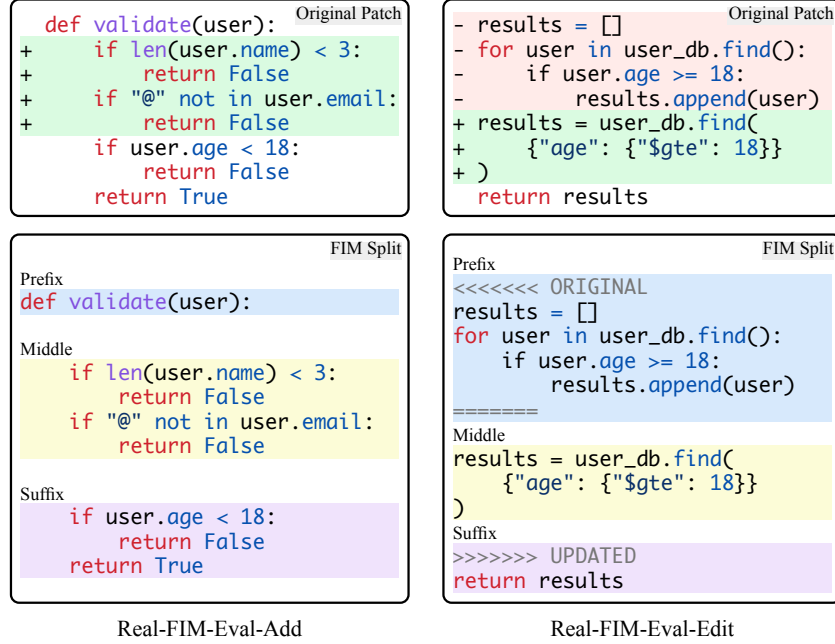 Original Patch
def validate(user):
+     if len(user.name) < 3:
+         return False
+     if "@" not in user.email:
+         return False
      if user.age < 18:
          return False
      return True
FIM Split
Prefix
def validate(user):
Middle
    if len(user.name) < 3:
        return False
    if "@" not in user.email:
        return False
Suffix
    if user.age < 18:
        return False
    return True
Real-FIM-Eval-Add
Original Patch
- results = []
- for user in user_db.find():
-     if user.age >= 18:
-         results.append(user)
+ results = user_db.find(
+     {"age": {"$gte": 18}}
+ )
  return results
FIM Split
Prefix
<<<<<<< ORIGINAL
results = []
for user in user_db.find():
    if user.age >= 18:
        results.append(user)
=======
Middle
results = user_db.find(
    {"age": {"$gte": 18}}
)
Suffix
>>>>>>> UPDATED
return results
Real-FIM-Eval-Edit